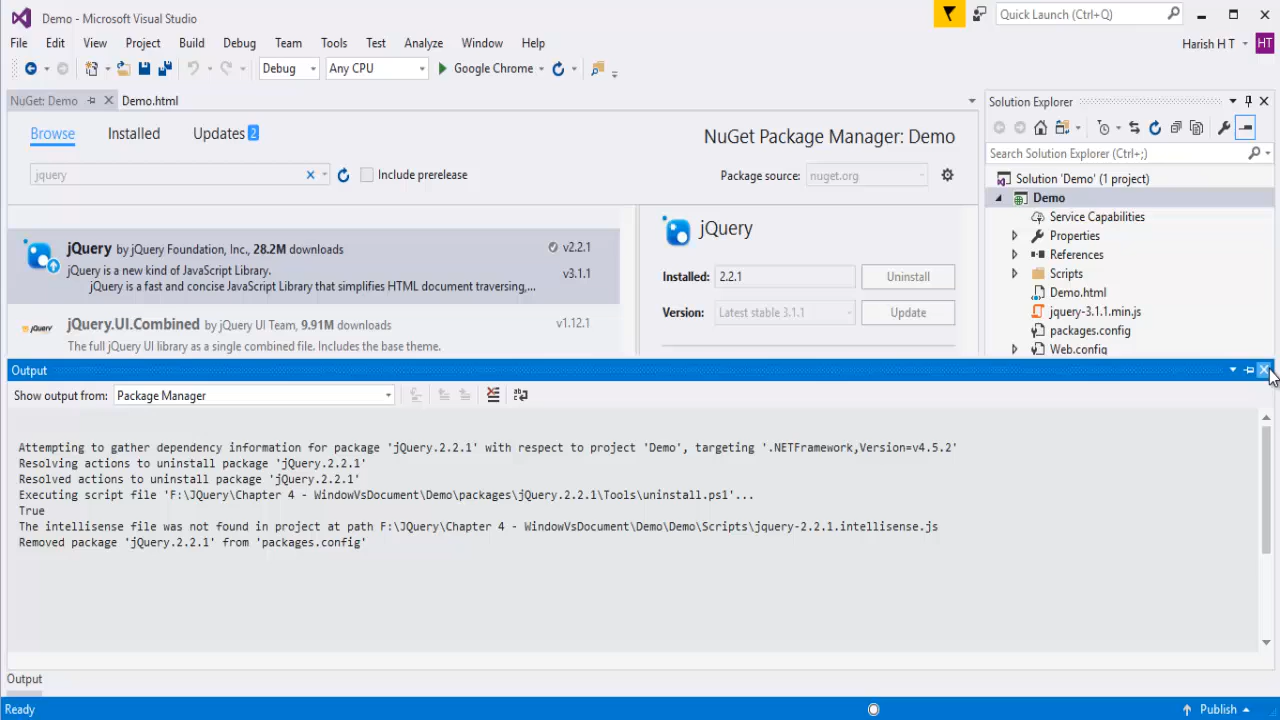 Demo - Microsoft Visual Studio
Quick Launch (Ctrl+Q)
File Edit View Project Build Debug Team Tools Test Analyze Window Help
Harish H T HT
Debug Any CPU Google Chrome
NuGet: Demo Demo.html
Solution Explorer
Browse Installed Updates 2
NuGet Package Manager: Demo
Search Solution Explorer (Ctrl+;)
jquery
Include prerelease
Package source: nuget.org
Solution 'Demo' (1 project)
Demo
Service Capabilities
Properties
References
Scripts
Demo.html
jquery-3.1.1.min.js
packages.config
Web.config
jQuery by jQuery Foundation, Inc., 28.2M downloads v2.2.1
jQuery is a new kind of JavaScript Library. v3.1.1
jQuery is a fast and concise JavaScript Library that simplifies HTML document traversing,...
jQuery.UI.Combined by jQuery UI Team, 9.91M downloads v1.12.1
The full jQuery UI library as a single combined file. Includes the base theme.
jQuery
Installed: 2.2.1 Uninstall
Version: Latest stable 3.1.1 Update
Output
Show output from: Package Manager
Attempting to gather dependency information for package 'jQuery.2.2.1' with respect to project 'Demo', targeting '.NETFramework,Version=v4.5.2'
Resolving actions to uninstall package 'jQuery.2.2.1'
Resolved actions to uninstall package 'jQuery.2.2.1'
Executing script file 'F:\JQuery\Chapter 4 - WindowVsDocument\Demo\packages\jQuery.2.2.1\Tools\uninstall.ps1'...
True
The intellisense file was not found in project at path F:\JQuery\Chapter 4 - WindowVsDocument\Demo\Demo\Scripts\jquery-2.2.1.intellisense.js
Removed package 'jQuery.2.2.1' from 'packages.config'
Output
Ready
Publish